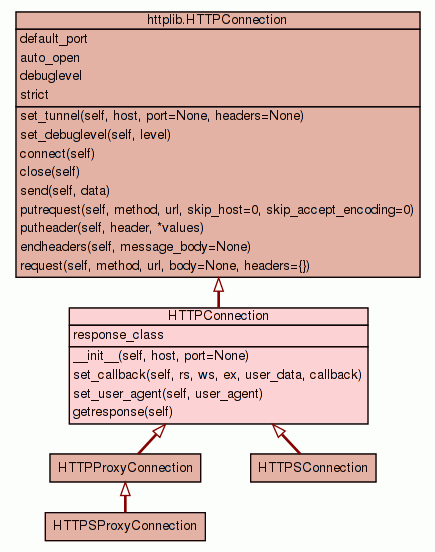 httplib.HTTPConnection
default_port
auto_open
debuglevel
strict
set_tunnel(self, host, port=None, headers=None)
set_debuglevel(self, level)
connect(self)
close(self)
send(self, data)
putrequest(self, method, url, skip_host=0, skip_accept_encoding=0)
putheader(self, header, *values)
endheaders(self, message_body=None)
request(self, method, url, body=None, headers={})
HTTPConnection
response_class
__init__(self, host, port=None)
set_callback(self, rs, ws, ex, user_data, callback)
set_user_agent(self, user_agent)
getresponse(self)
HTTPProxyConnection
HTTPSConnection
HTTPSProxyConnection